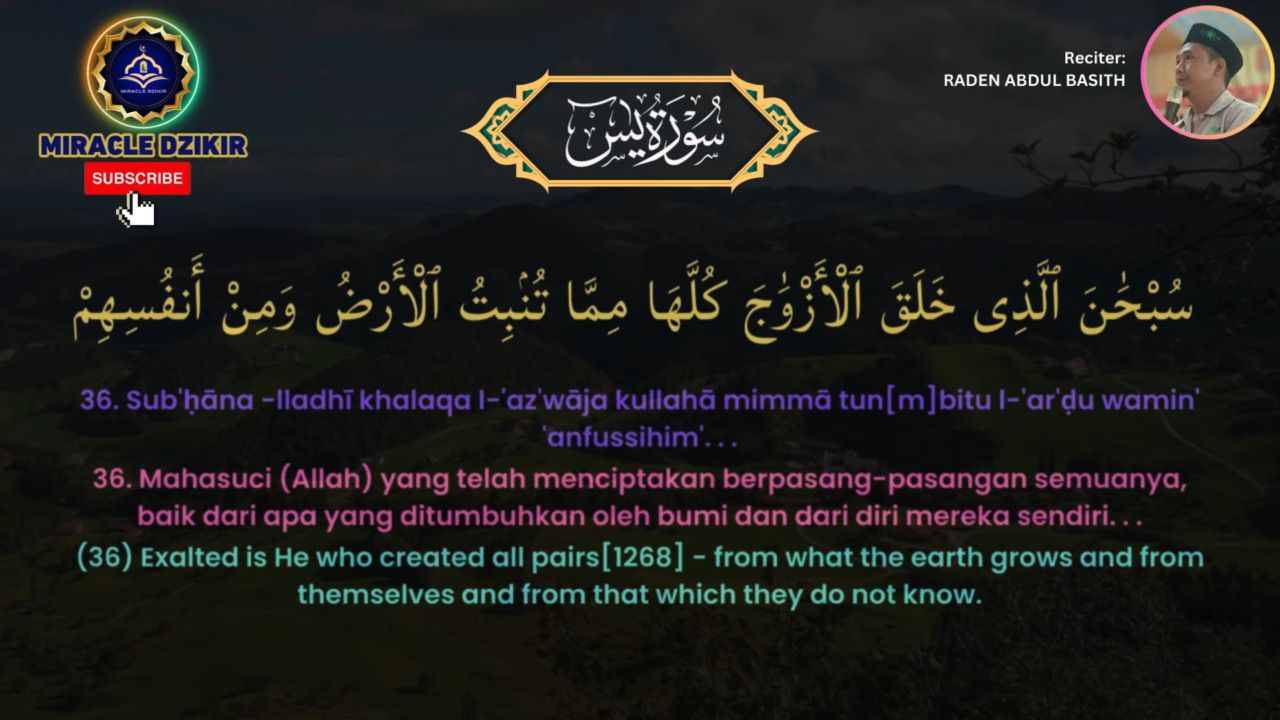 MIRACLE DZIKIR
MIRACLE DZIKIR
SUBSCRIBE
سُوْرَةُ يٰسٓ
Reciter:
RADEN ABDUL BASITH
سُبْحَٰنَ ٱلَّذِى خَلَقَ ٱلْأَزْوَٰجَ كُلَّهَا مِمَّا تُنۢبِتُ ٱلْأَرْضُ وَمِنْ أَنفُسِهِمْ
36. Sub'ḥāna -lladhī khalaqa l-'az'wāja kullahā mimmā tun[m]bitu l-'ar'ḍu wamin'
'anfussihim'. . .
36. Mahasuci (Allah) yang telah menciptakan berpasang-pasangan semuanya,
baik dari apa yang ditumbuhkan oleh bumi dan dari diri mereka sendiri. . .
(36) Exalted is He who created all pairs[1268] - from what the earth grows and from
themselves and from that which they do not know.